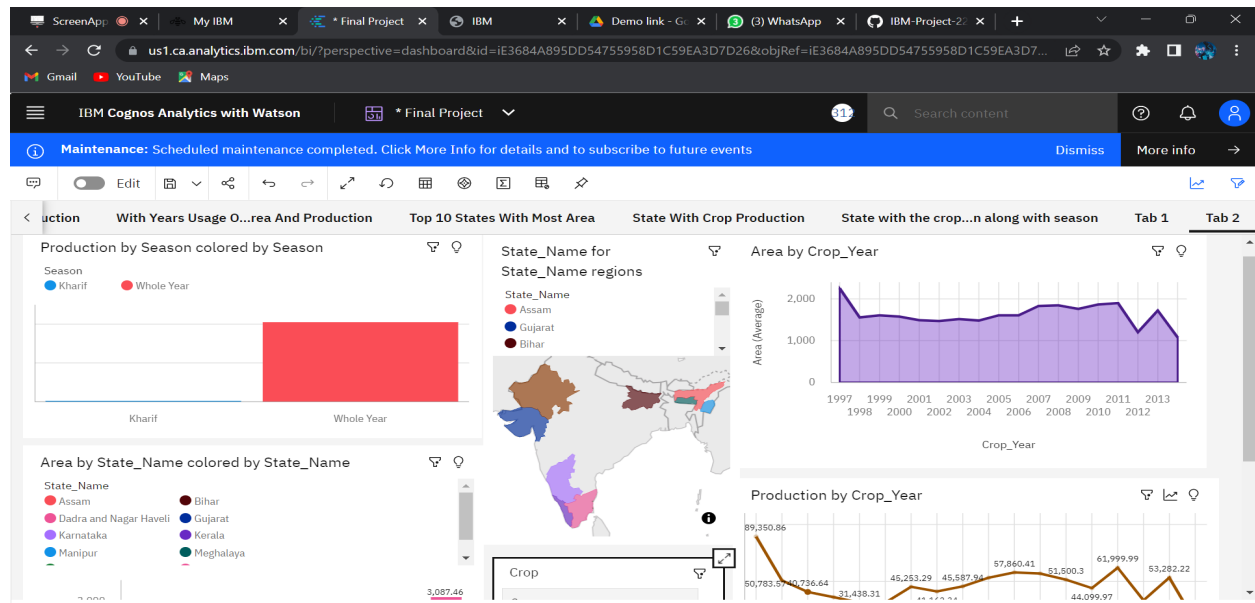 ScreenApp
My IBM
* Final Project
IBM
Demo link - Go
(3) WhatsApp
IBM-Project-22
us1.ca.analytics.ibm.com/bi/?perspective=dashboard&id=iE3684A895DD54755958D1C59EA3D7D26&objRef=iE3684A895DD54755958D1C59EA3D7...
Gmail YouTube Maps
IBM Cognos Analytics with Watson
* Final Project
312
Search content
Maintenance: Scheduled maintenance completed. Click More Info for details and to subscribe to future events
Dismiss
More info
Edit
uction
With Years Usage O...rea And Production
Top 10 States With Most Area
State With Crop Production
State with the crop...n along with season
Tab 1
Tab 2
Production by Season colored by Season
Season
Kharif Whole Year
Kharif Whole Year
State_Name for
State_Name regions
State_Name
Assam
Gujarat
Bihar
Area by Crop_Year
Area (Average)
2,000
1,000
0
1997 1999 2001 2003 2005 2007 2009 2011 2013
1998 2000 2002 2004 2006 2008 2010 2012
Crop_Year
Area by State_Name colored by State_Name
State_Name
Assam Bihar
Dadra and Nagar Haveli Gujarat
Karnataka Kerala
Manipur Meghalaya
3,087.46
Crop
Production by Crop_Year
89,350.86
50,783.57
40,736.64
31,438.31
45,253.29
45,587.94
57,860.41
51,500.3
61,999.99
44,099.97
53,282.22